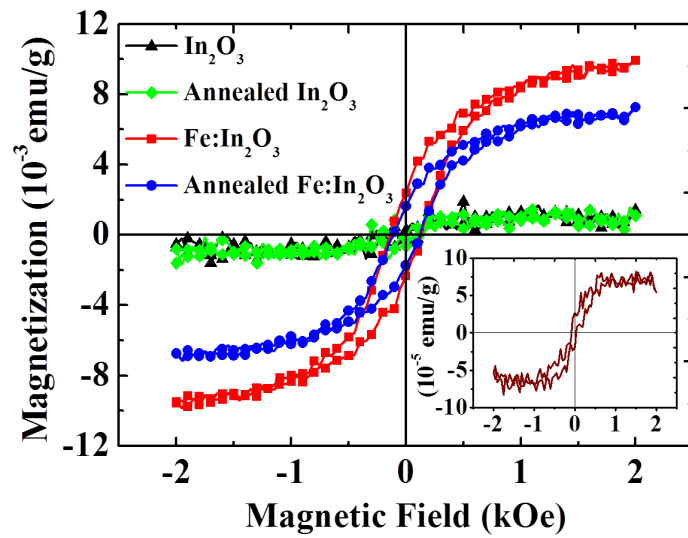 12
8
4
0
-4
-8
-12
Magnetization (10⁻³ emu/g)
In₂O₃
Annealed In₂O₃
Fe:In₂O₃
Annealed Fe:In₂O₃
10
5
0
-5
-10
(10⁻⁵ emu/g)
-2 -1 0 1 2
-2 -1 0 1 2
Magnetic Field (kOe)